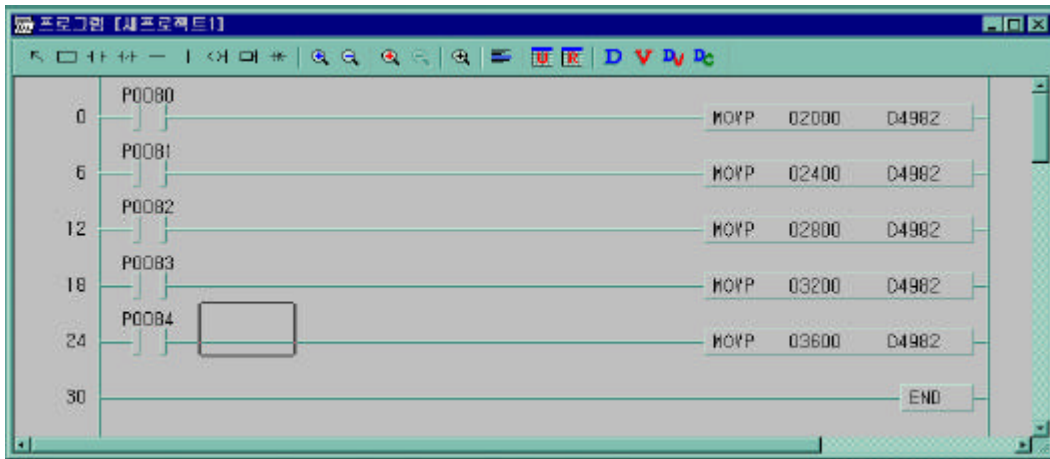 프로그램 [새프로젝트1]
U R D V DV DC
P0080
0 MOVP 02000 D4982
P0081
6 MOVP 02400 D4982
P0082
12 MOVP 02800 D4982
P0083
18 MOVP 03200 D4982
P0084
24 MOVP 03600 D4982
30 END